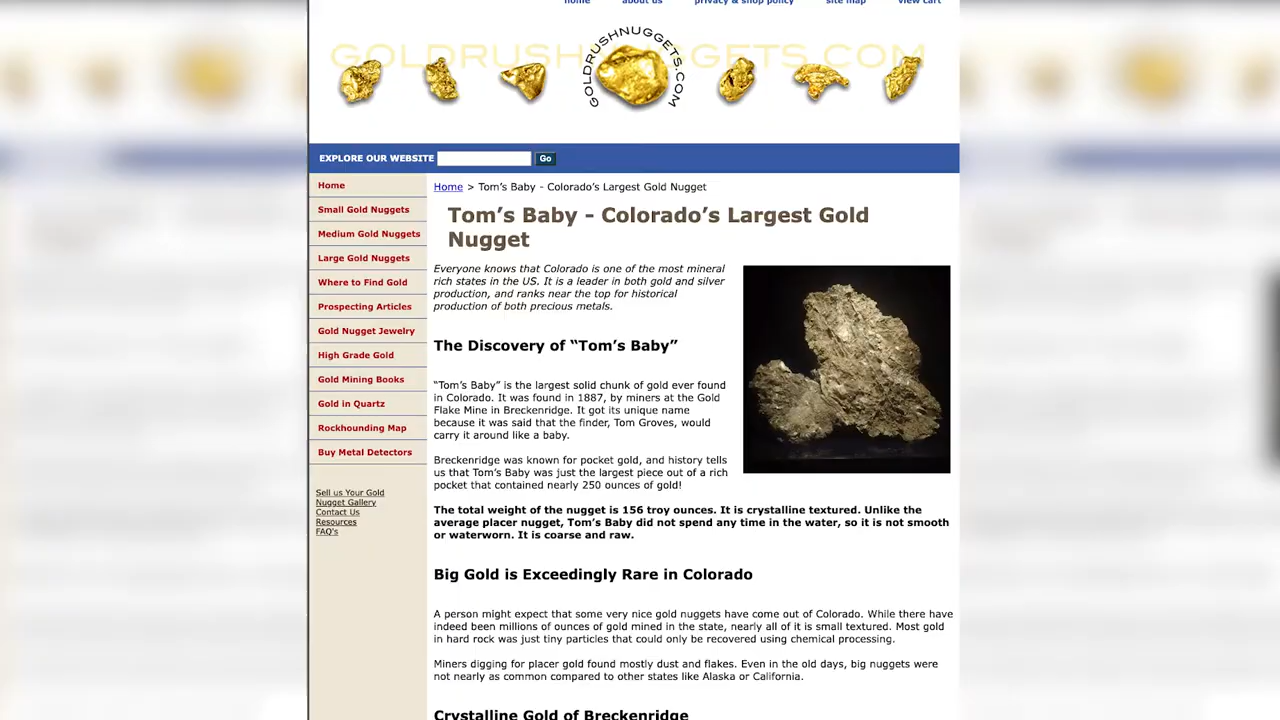 home about us privacy & shop policy site map view cart
GOLDRUSHNUGGETS.COM
GOLDRUSHNUGGETS.COM
EXPLORE OUR WEBSITE Go
Home
Small Gold Nuggets
Medium Gold Nuggets
Large Gold Nuggets
Where to Find Gold
Prospecting Articles
Gold Nugget Jewelry
High Grade Gold
Gold Mining Books
Gold in Quartz
Rockhounding Map
Buy Metal Detectors
Sell us Your Gold
Nugget Gallery
Contact Us
Resources
FAQ's
Home > Tom's Baby - Colorado's Largest Gold Nugget
Tom's Baby - Colorado's Largest Gold
Nugget
Everyone knows that Colorado is one of the most mineral
rich states in the US. It is a leader in both gold and silver
production, and ranks near the top for historical
production of both precious metals.
The Discovery of “Tom's Baby”
“Tom's Baby” is the largest solid chunk of gold ever found
in Colorado. It was found in 1887, by miners at the Gold
Flake Mine in Breckenridge. It got its unique name
because it was said that the finder, Tom Groves, would
carry it around like a baby.
Breckenridge was known for pocket gold, and history tells
us that Tom's Baby was just the largest piece out of a rich
pocket that contained nearly 250 ounces of gold!
The total weight of the nugget is 156 troy ounces. It is crystalline textured. Unlike the
average placer nugget, Tom's Baby did not spend any time in the water, so it is not smooth
or waterworn. It is coarse and raw.
Big Gold is Exceedingly Rare in Colorado
A person might expect that some very nice gold nuggets have come out of Colorado. While there have
indeed been millions of ounces of gold mined in the state, nearly all of it is small textured. Most gold
in hard rock was just tiny particles that could only be recovered using chemical processing.
Miners digging for placer gold found mostly dust and flakes. Even in the old days, big nuggets were
not nearly as common compared to other states like Alaska or California.
Crystalline Gold of Breckenridge